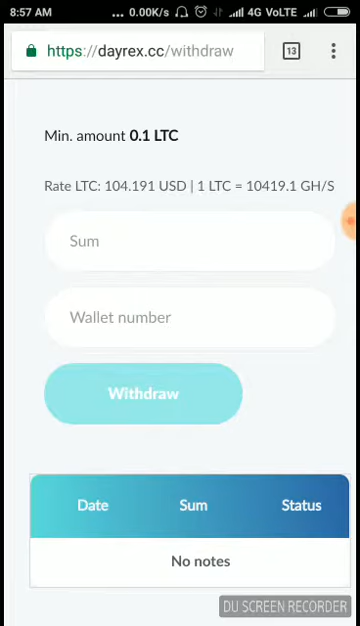 8:57 AM ... 0.00K/s 4G VoLTE
https://dayrex.cc/withdraw 13
Min. amount 0.1 LTC
Rate LTC: 104.191 USD | 1 LTC = 10419.1 GH/S
Sum
Wallet number
Withdraw
Date Sum Status
No notes
DU SCREEN RECORDER